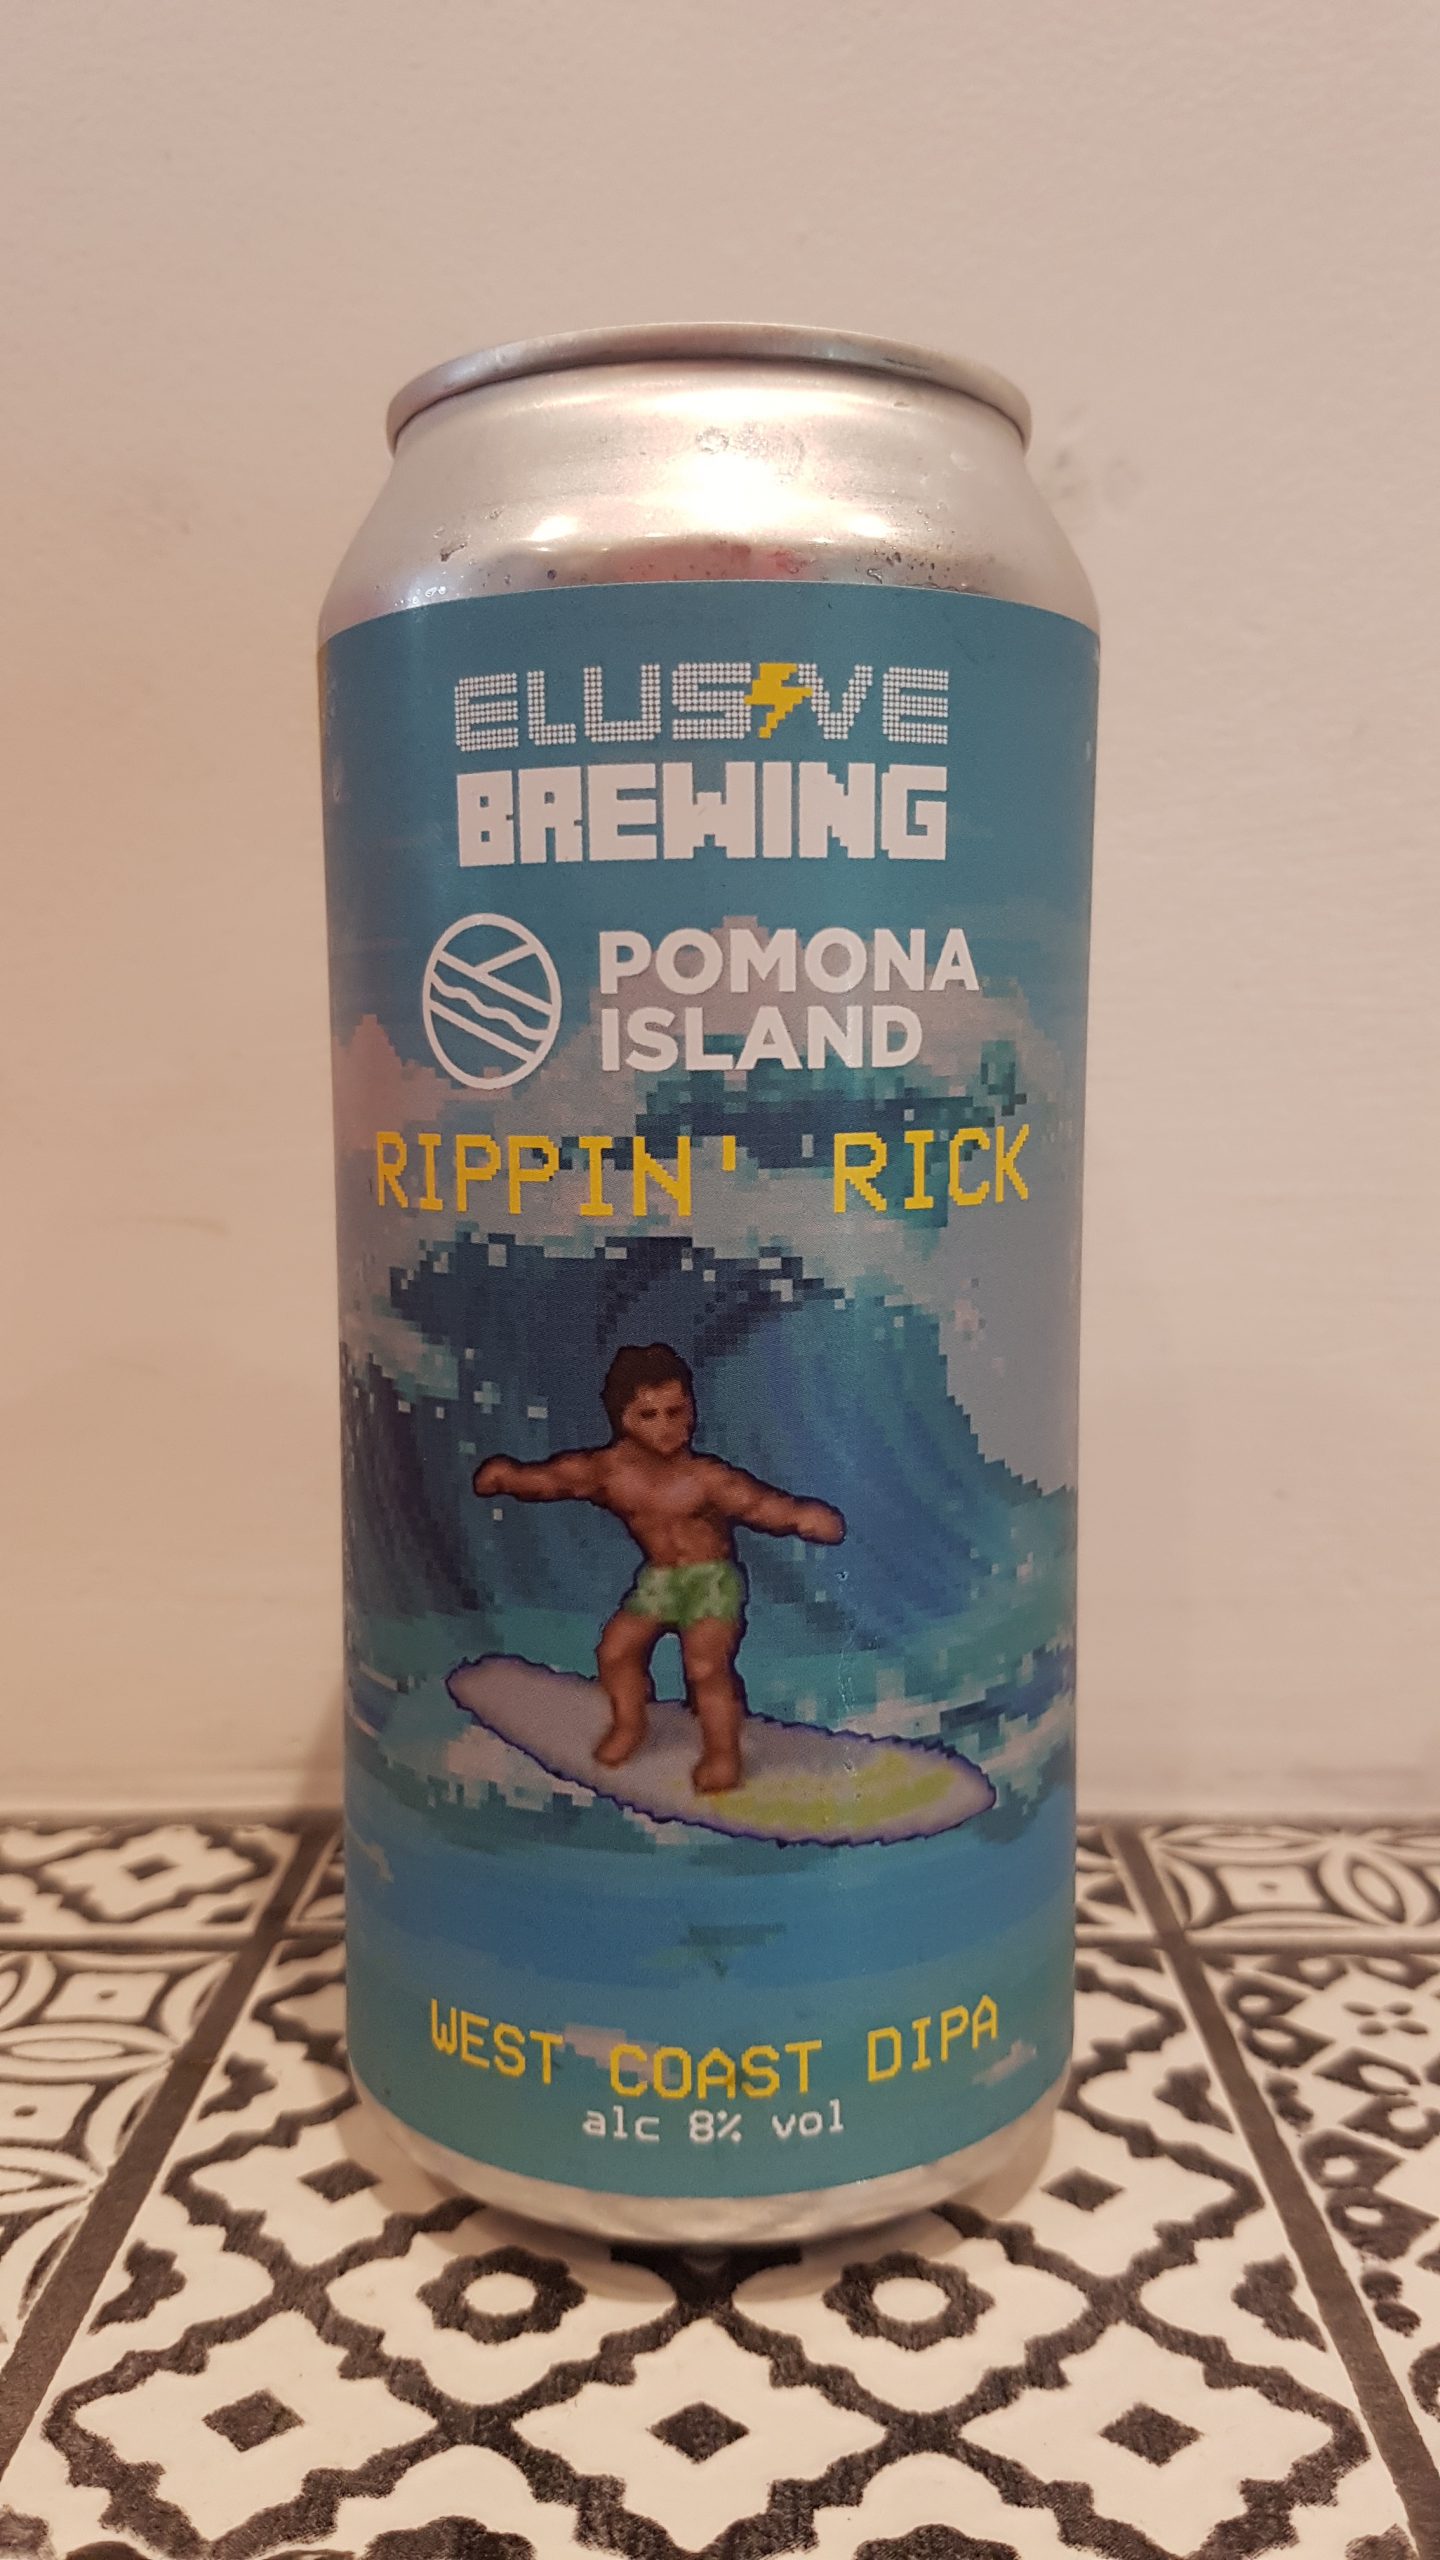 ELUSIVE
BREWING
POMONA
ISLAND
RIPPIN' RICK
WEST COAST DIPA
alc 8% vol